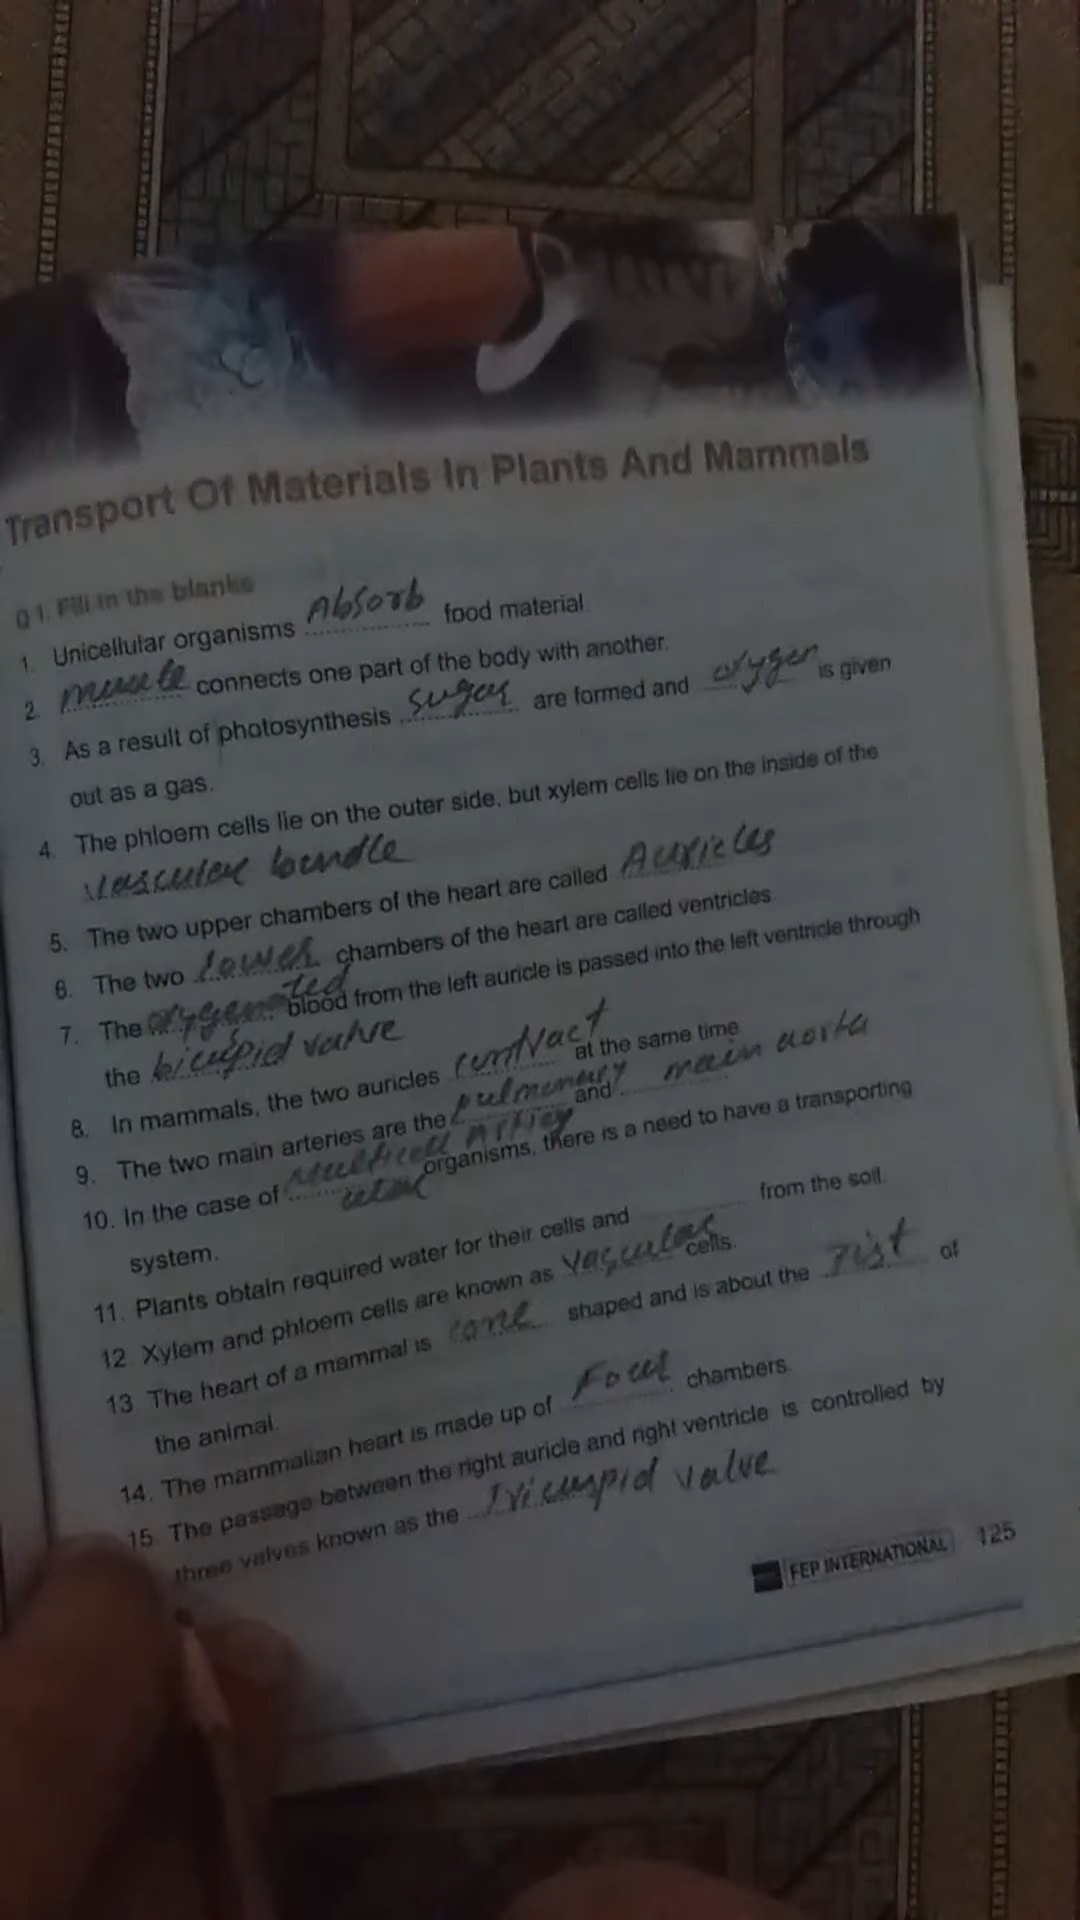 Transport Of Materials In Plants And Mammals
Q 1. Fill in the blanks
1. Unicellular organisms Absorb food material.
2. connects one part of the body with another.
3. As a result of photosynthesis sugar are formed and oxygen is given
out as a gas.
4. The phloem cells lie on the outer side, but xylem cells lie on the inside of the
vascular bundle
5. The two upper chambers of the heart are called Auricles
6. The two lower chambers of the heart are called ventricles
7. The oxygenated blood from the left auricle is passed into the left ventricle through
the bicuspid valve
8. In mammals, the two auricles contract at the same time
9. The two main arteries are the pulmonary artery and main aorta
10. In the case of Multicellular organisms, there is a need to have a transporting
system.
11. Plants obtain required water for their cells and from the soil.
12. Xylem and phloem cells are known as cells.
13 The heart of a mammal is cone shaped and is about the of
the animal.
14. The mammalian heart is made up of Four chambers.
15. The passage between the right auricle and right ventricle is controlled by
three valves known as the Tricuspid valve
FEP INTERNATIONAL 125